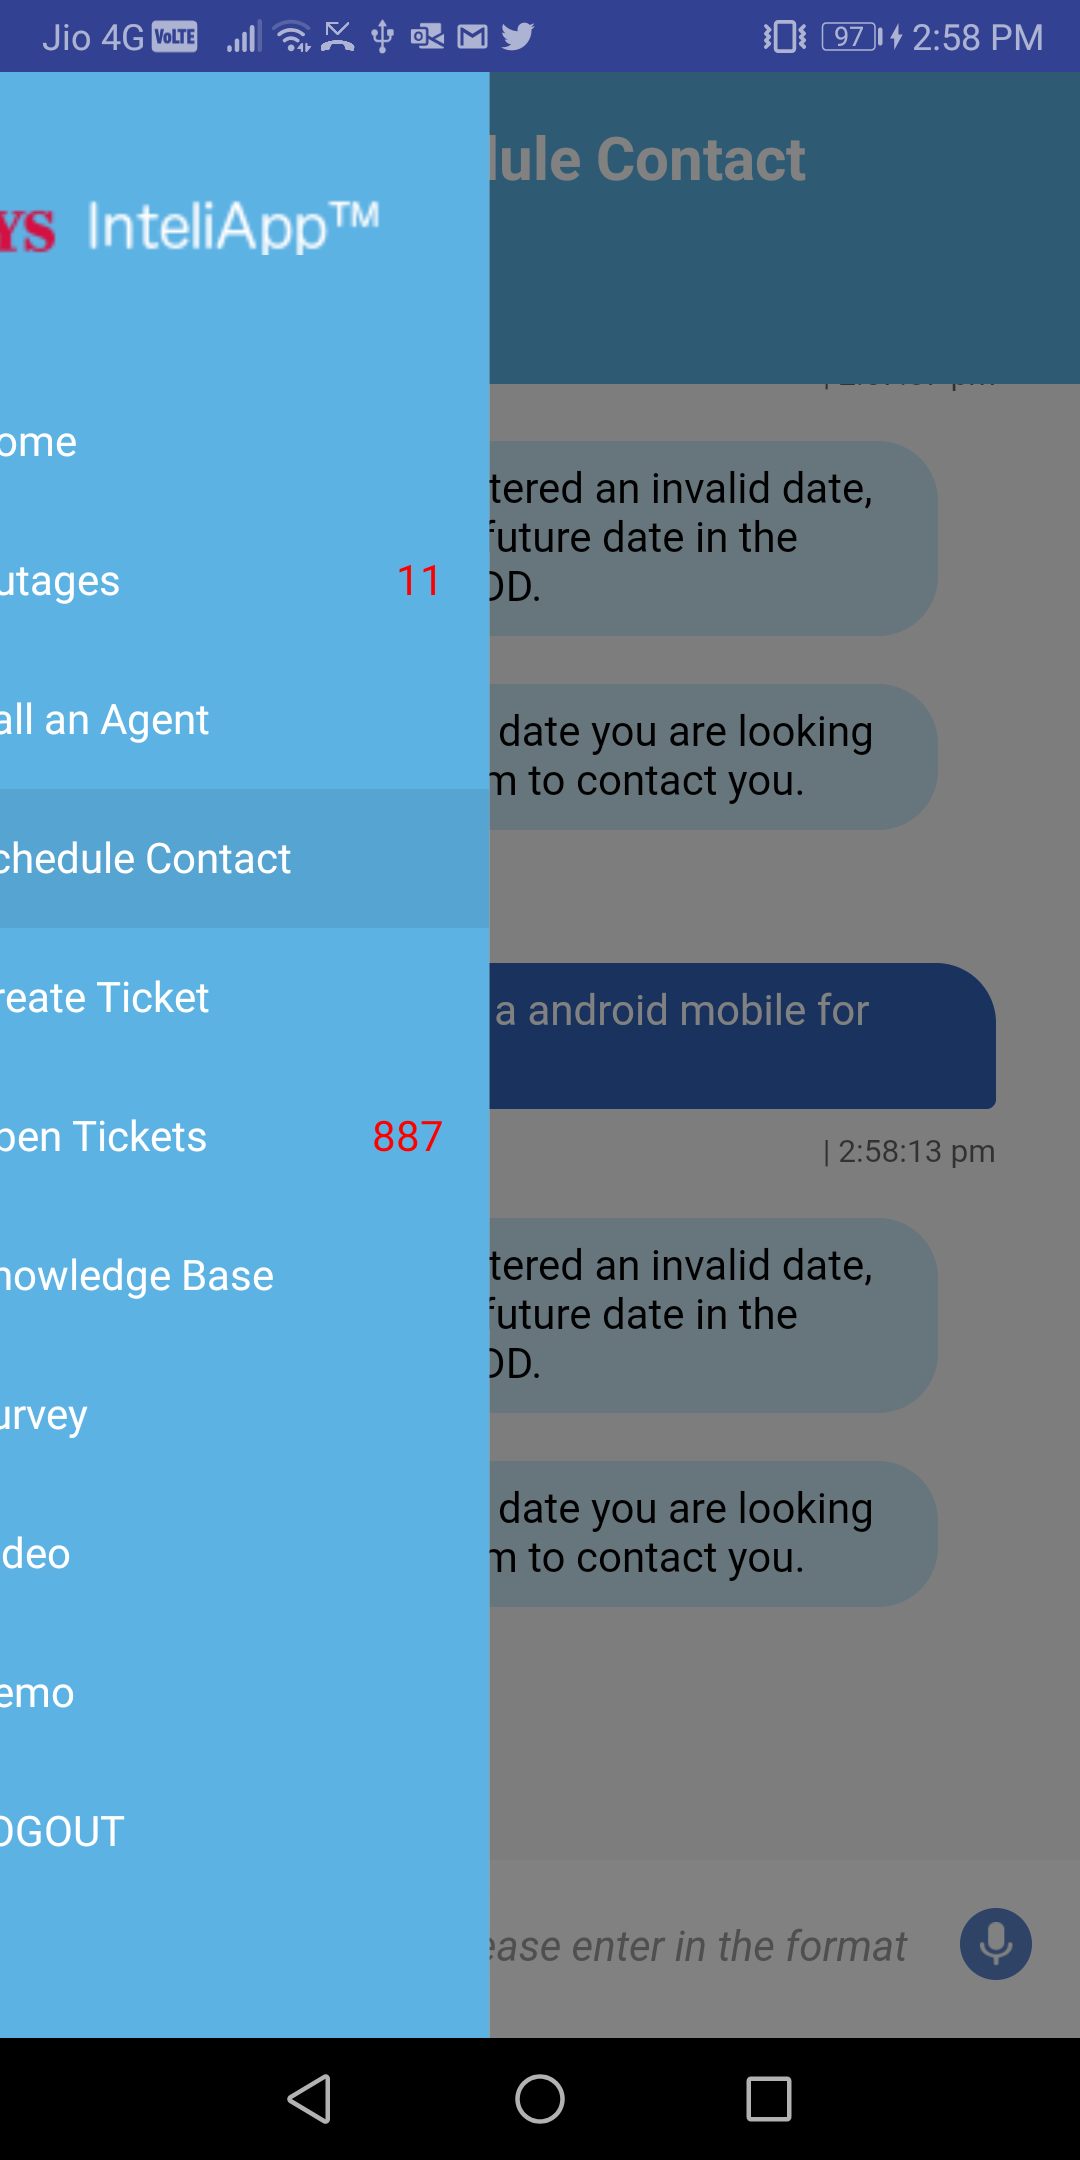 Jio 4G VoLTE 97 2:58 PM
YS InteliApp™
dule Contact
ome
utages 11
all an Agent
chedule Contact
reate Ticket
pen Tickets 887
nowledge Base
urvey
deo
emo
OGOUT
tered an invalid date,
future date in the
DD.
date you are looking
m to contact you.
a android mobile for
| 2:58:13 pm
tered an invalid date,
future date in the
DD.
date you are looking
m to contact you.
ease enter in the format